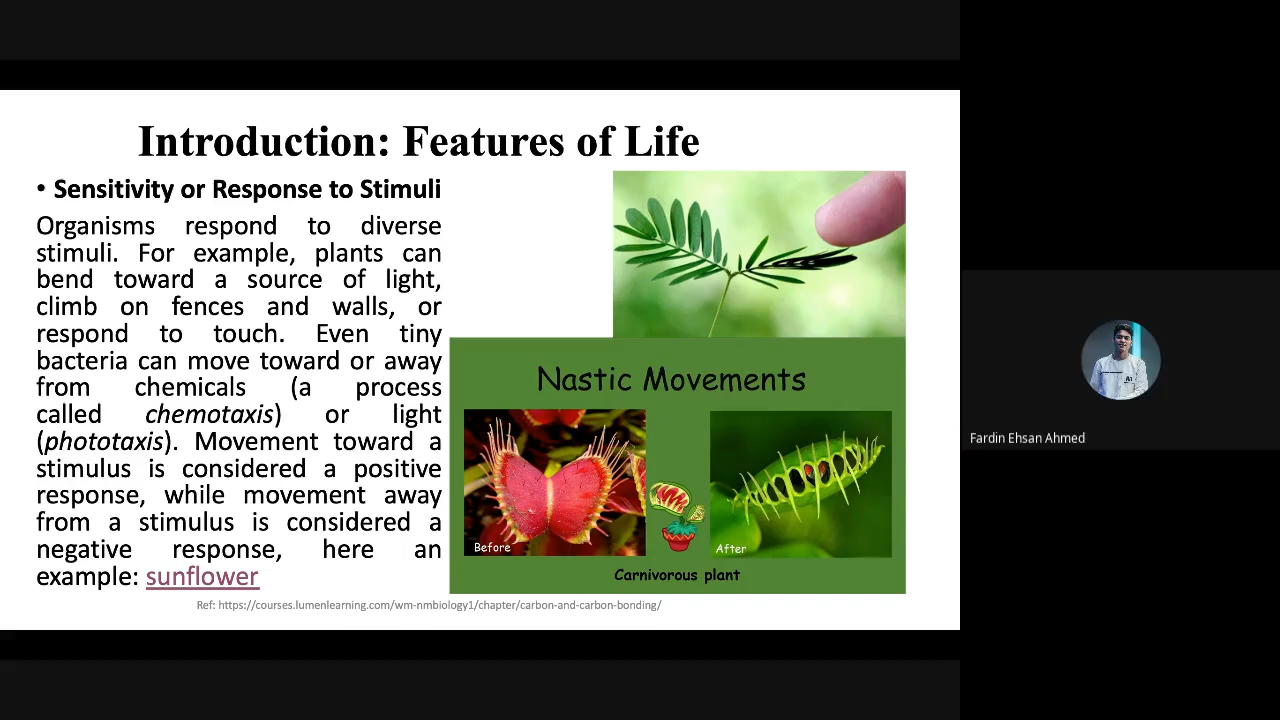 Introduction: Features of Life
• Sensitivity or Response to Stimuli
Organisms respond to diverse
stimuli. For example, plants can
bend toward a source of light,
climb on fences and walls, or
respond to touch. Even tiny
bacteria can move toward or away
from chemicals (a process
called chemotaxis) or light
(phototaxis). Movement toward a
stimulus is considered a positive
response, while movement away
from a stimulus is considered a
negative response, here an
example: sunflower
Nastic Movements
Before
After
Carnivorous plant
Ref: https://courses.lumenlearning.com/wm-nmbiology1/chapter/carbon-and-carbon-bonding/
Fardin Ehsan Ahmed